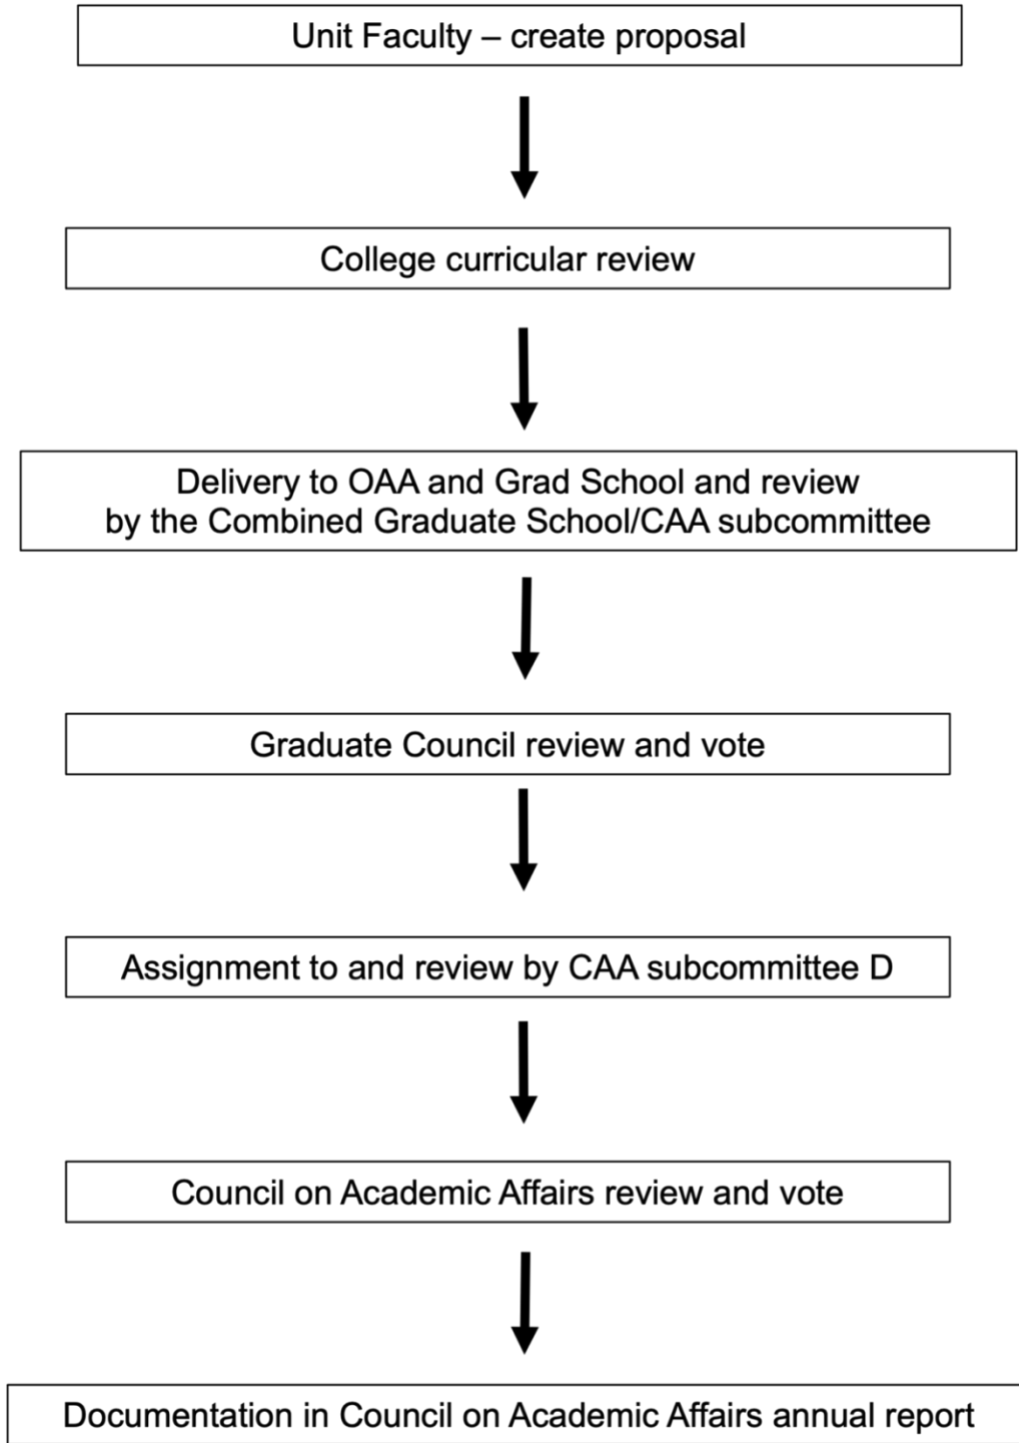 Unit Faculty – create proposal
College curricular review
Delivery to OAA and Grad School and review
by the Combined Graduate School/CAA subcommittee
Graduate Council review and vote
Assignment to and review by CAA subcommittee D
Council on Academic Affairs review and vote
Documentation in Council on Academic Affairs annual report